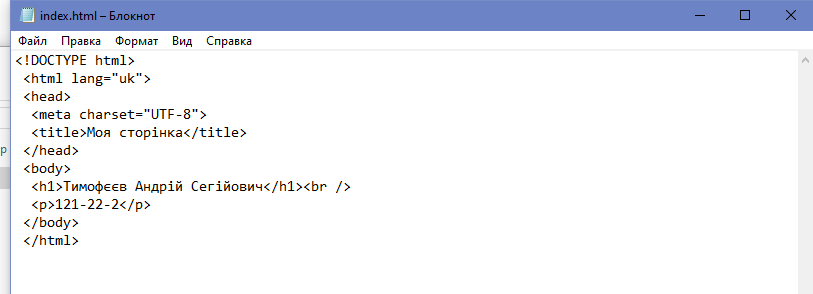 index.html – Блокнот
Файл Правка Формат Вид Справка
<!DOCTYPE html>
<html lang="uk">
<head>
<meta charset="UTF-8">
<title>Моя сторінка</title>
</head>
<body>
<h1>Тимофєєв Андрій Сегійович</h1><br />
<p>121-22-2</p>
</body>
</html>
р